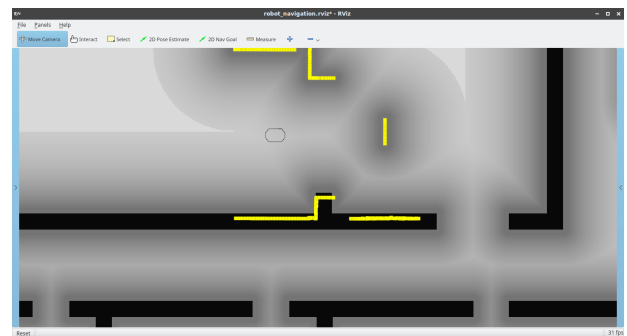 robot_navigation.rviz* - RViz
File Panels Help
Move Camera Interact Select 2D Pose Estimate 2D Nav Goal Measure
Reset 31 fps